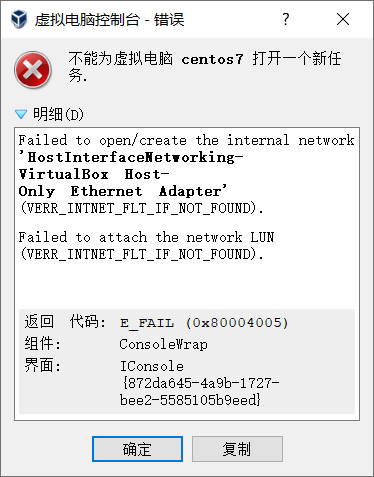 虚拟电脑控制台 - 错误
不能为虚拟电脑 centos7 打开一个新任
务.
明细(D)
Failed to open/create the internal network
'HostInterfaceNetworking-
VirtualBox Host-
Only Ethernet Adapter'
(VERR_INTNET_FLT_IF_NOT_FOUND).
Failed to attach the network LUN
(VERR_INTNET_FLT_IF_NOT_FOUND).
返回 代码: E_FAIL (0x80004005)
组件: ConsoleWrap
界面: IConsole
{872da645-4a9b-1727-
bee2-5585105b9eed}
确定 复制